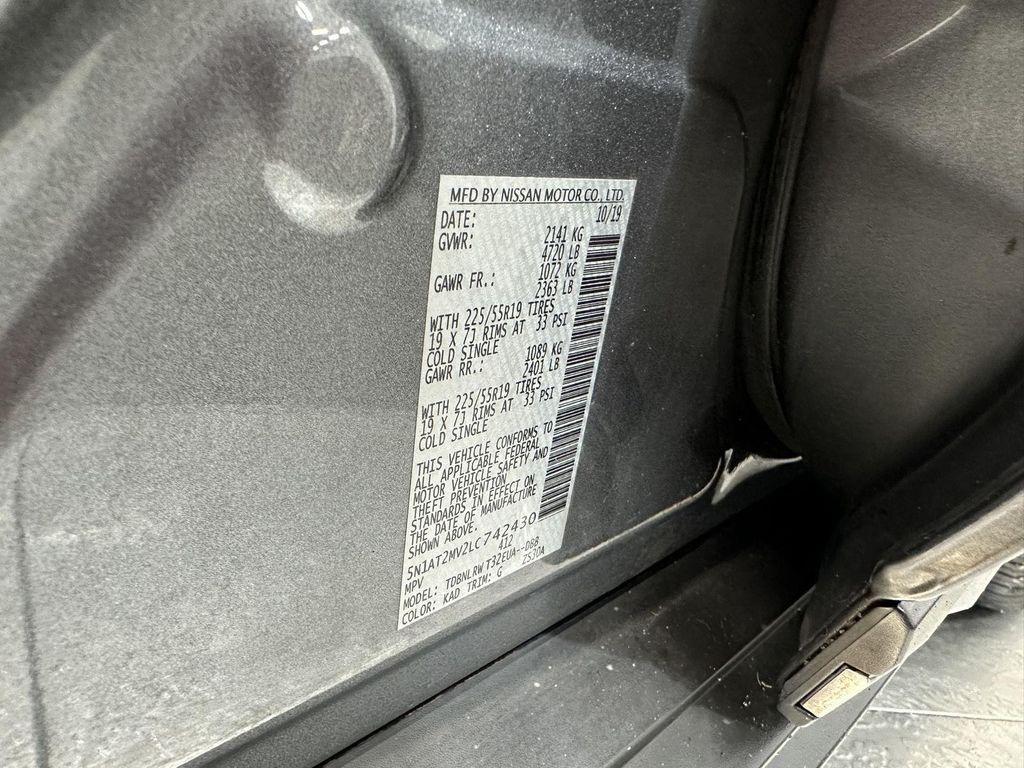 MFD BY NISSAN MOTOR CO., LTD.
DATE: 10/19
GVWR: 2141 KG
4720 LB
GAWR FR.: 1072 KG
2363 LB
WITH 225/55R19 TIRES
19 X 7J RIMS AT 33 PSI
COLD SINGLE
GAWR RR.: 1089 KG
2401 LB
WITH 225/55R19 TIRES
19 X 7J RIMS AT 33 PSI
COLD SINGLE
THIS VEHICLE CONFORMS TO
ALL APPLICABLE FEDERAL
MOTOR VEHICLE SAFETY AND
THEFT PREVENTION
STANDARDS IN EFFECT ON
THE DATE OF MANUFACTURE
SHOWN ABOVE.
5N1AT2MV2LC742430
MPV 412
MODEL: TDBNLRW T32EUA--DBB
COLOR: KAD TRIM: G 2S30A